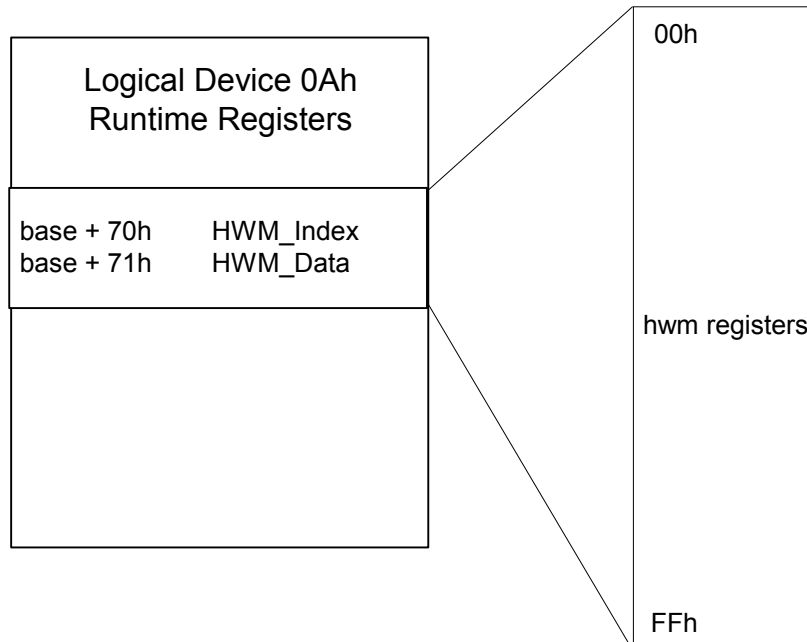 Logical Device 0Ah
Runtime Registers
base + 70h HWM_Index
base + 71h HWM_Data
00h
hwm registers
FFh